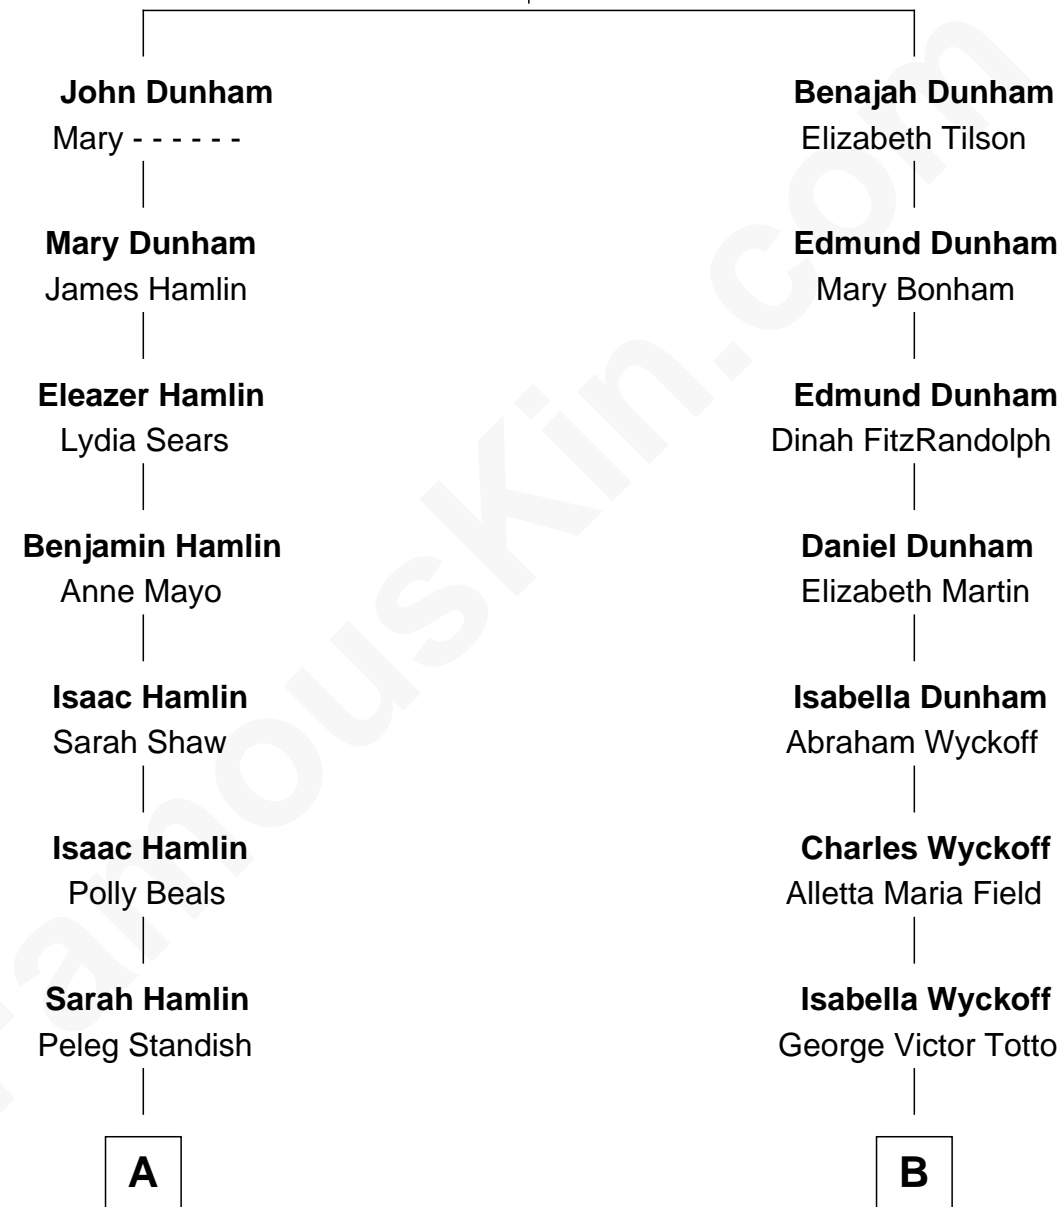 John Dunham
Mary - - - - - -
Benajah Dunham
Elizabeth Tilson
Mary Dunham
James Hamlin
Edmund Dunham
Mary Bonham
Eleazer Hamlin
Lydia Sears
Edmund Dunham
Dinah FitzRandolph
Benjamin Hamlin
Anne Mayo
Daniel Dunham
Elizabeth Martin
Isaac Hamlin
Sarah Shaw
Isabella Dunham
Abraham Wyckoff
Isaac Hamlin
Polly Beals
Charles Wyckoff
Alletta Maria Field
Sarah Hamlin
Peleg Standish
Isabella Wyckoff
George Victor Totto
A
B
FamousKin.com